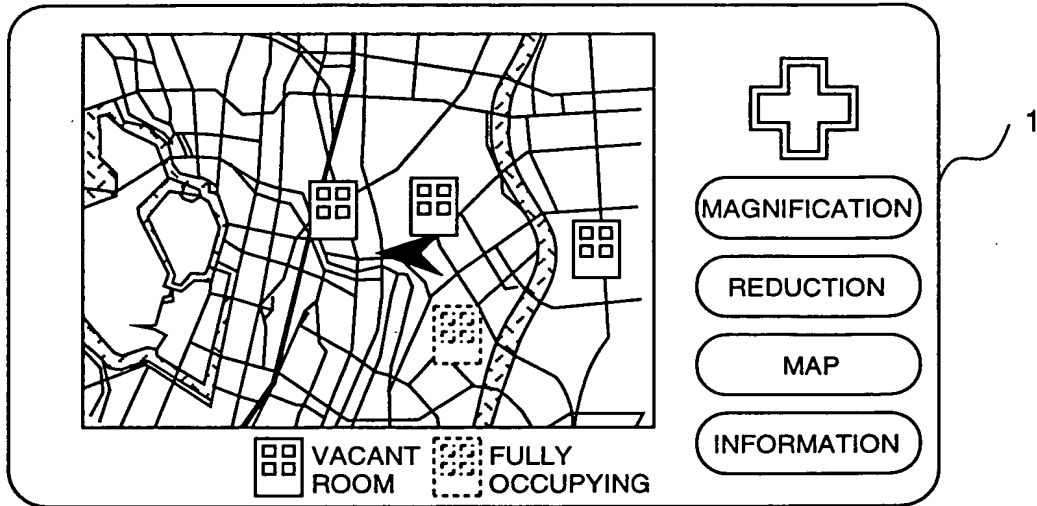 1
MAGNIFICATION
REDUCTION
MAP
INFORMATION
VACANT
ROOM
FULLY
OCCUPYING